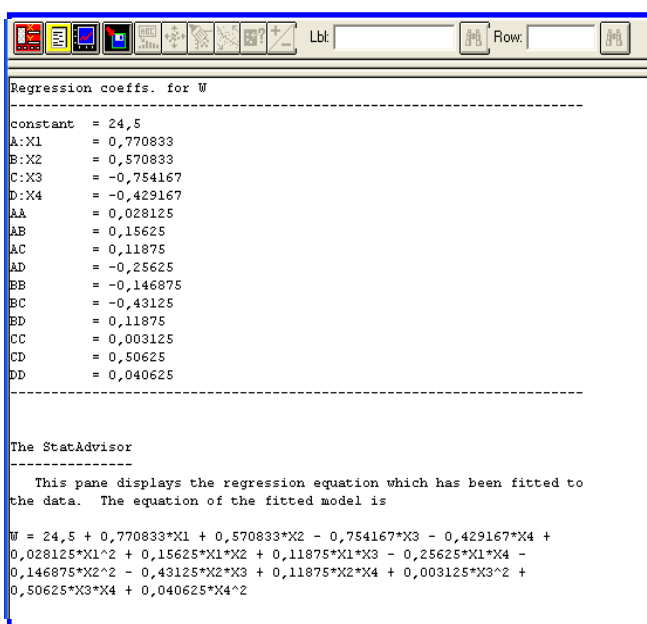 Lbl: Row:
Regression coeffs. for W
----------------------------------------------------------------------
constant = 24,5
A:X1 = 0,770833
B:X2 = 0,570833
C:X3 = -0,754167
D:X4 = -0,429167
AA = 0,028125
AB = 0,15625
AC = 0,11875
AD = -0,25625
BB = -0,146875
BC = -0,43125
BD = 0,11875
CC = 0,003125
CD = 0,50625
DD = 0,040625
----------------------------------------------------------------------
The StatAdvisor
---------------
This pane displays the regression equation which has been fitted to
the data. The equation of the fitted model is
W = 24,5 + 0,770833*X1 + 0,570833*X2 - 0,754167*X3 - 0,429167*X4 +
0,028125*X1^2 + 0,15625*X1*X2 + 0,11875*X1*X3 - 0,25625*X1*X4 -
0,146875*X2^2 - 0,43125*X2*X3 + 0,11875*X2*X4 + 0,003125*X3^2 +
0,50625*X3*X4 + 0,040625*X4^2